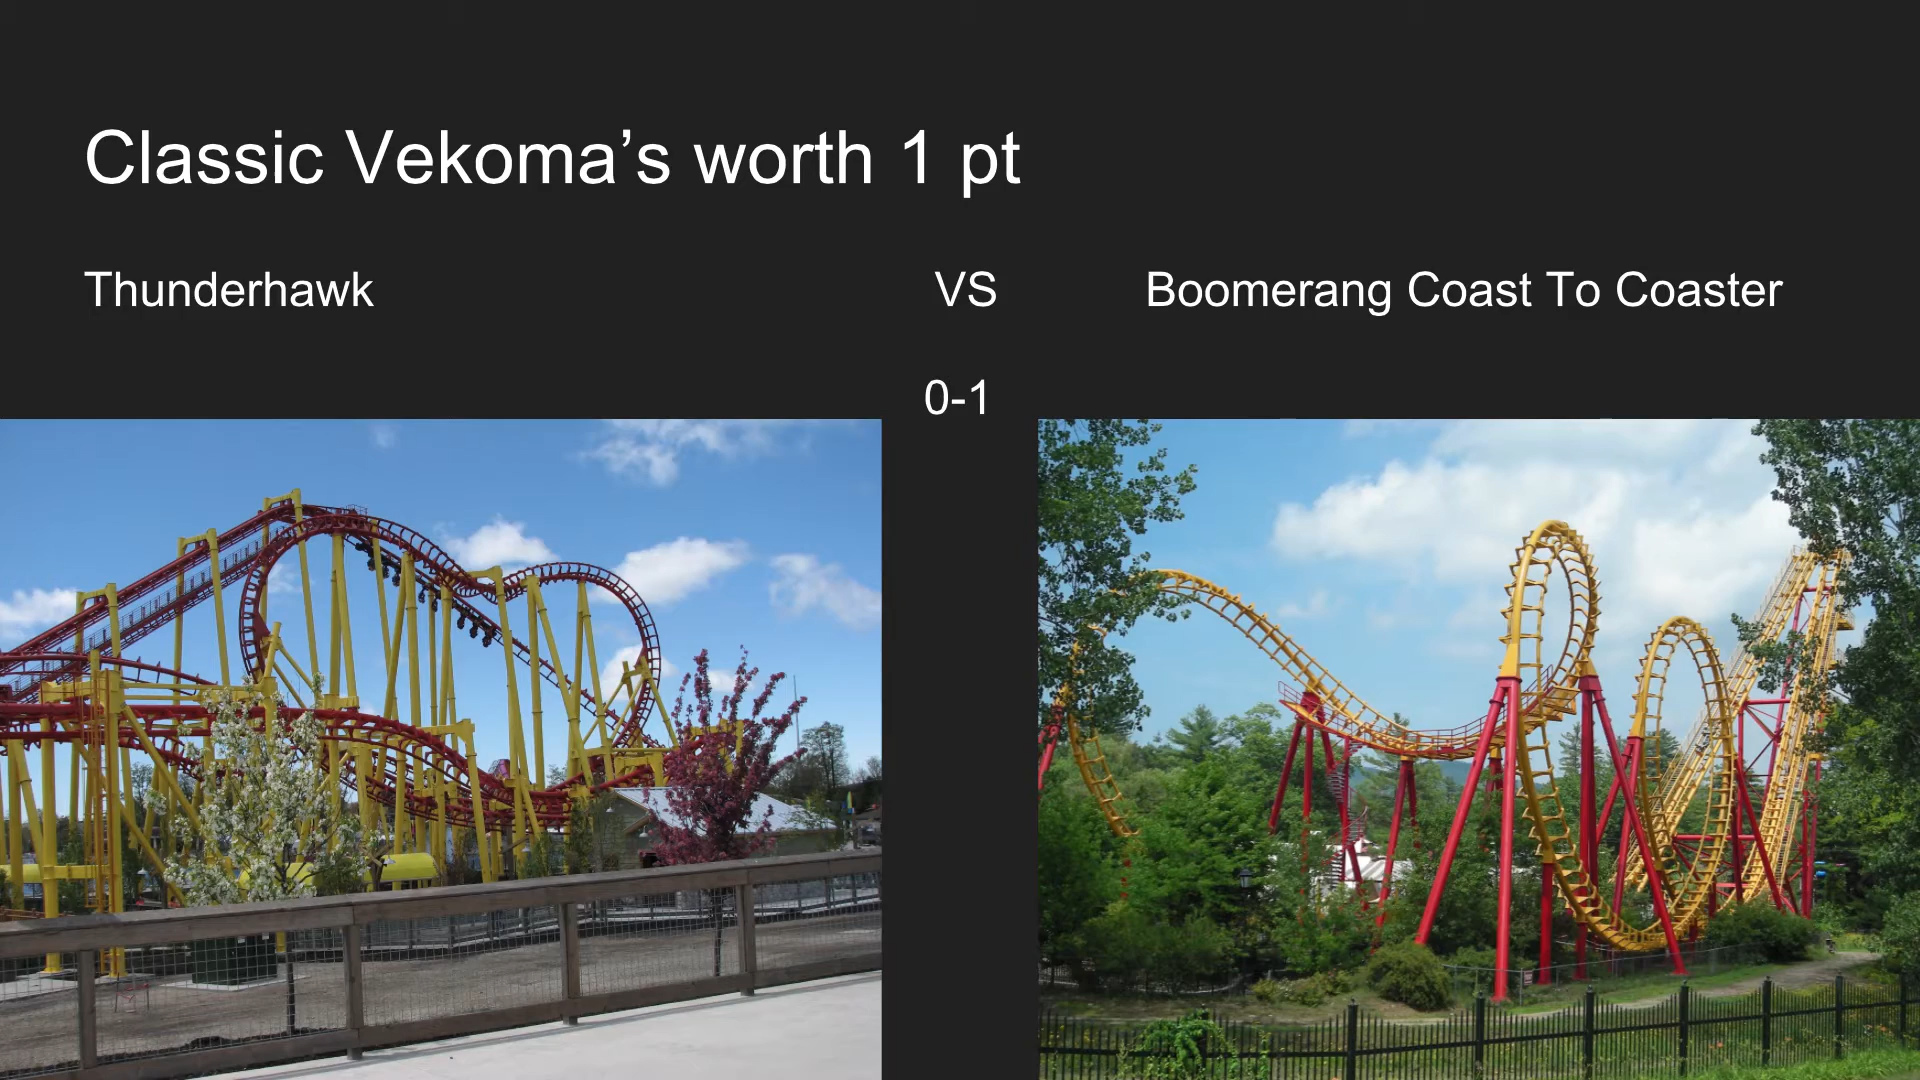 Classic Vekoma’s worth 1 pt
Thunderhawk VS Boomerang Coast To Coaster
0-1